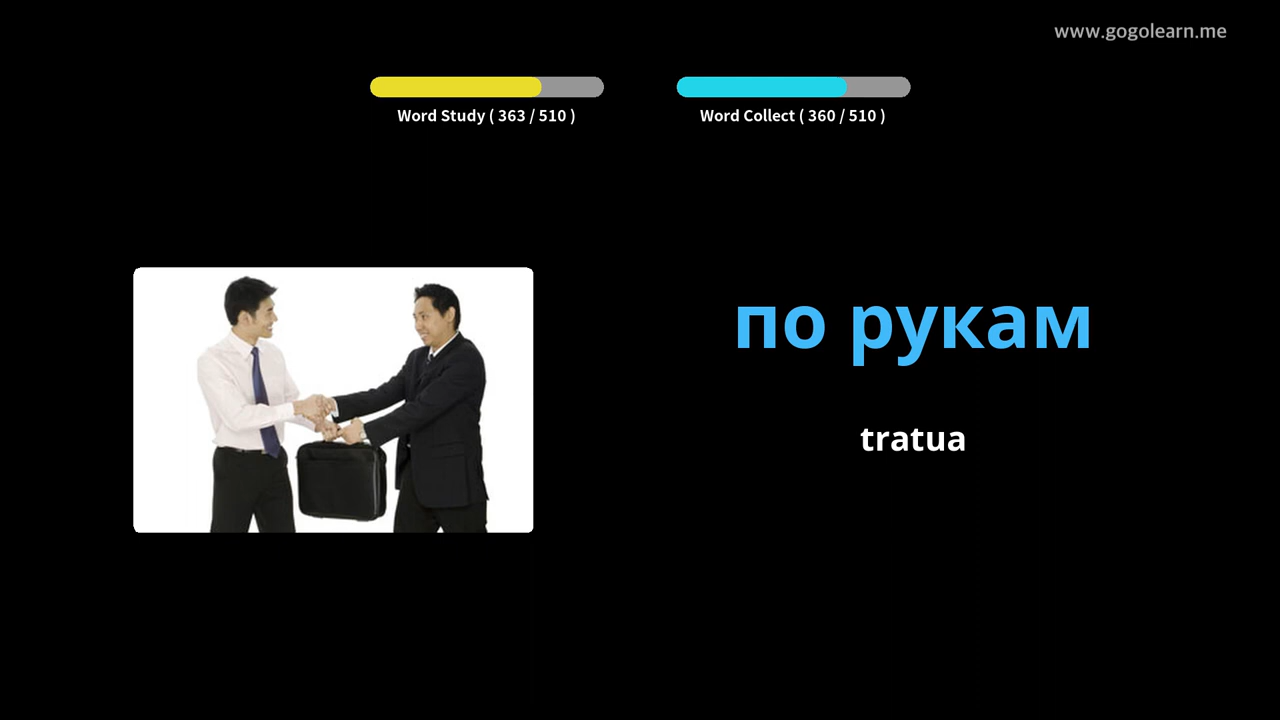 www.gogolearn.me
Word Study ( 363 / 510 )
Word Collect ( 360 / 510 )
по рукам
tratua